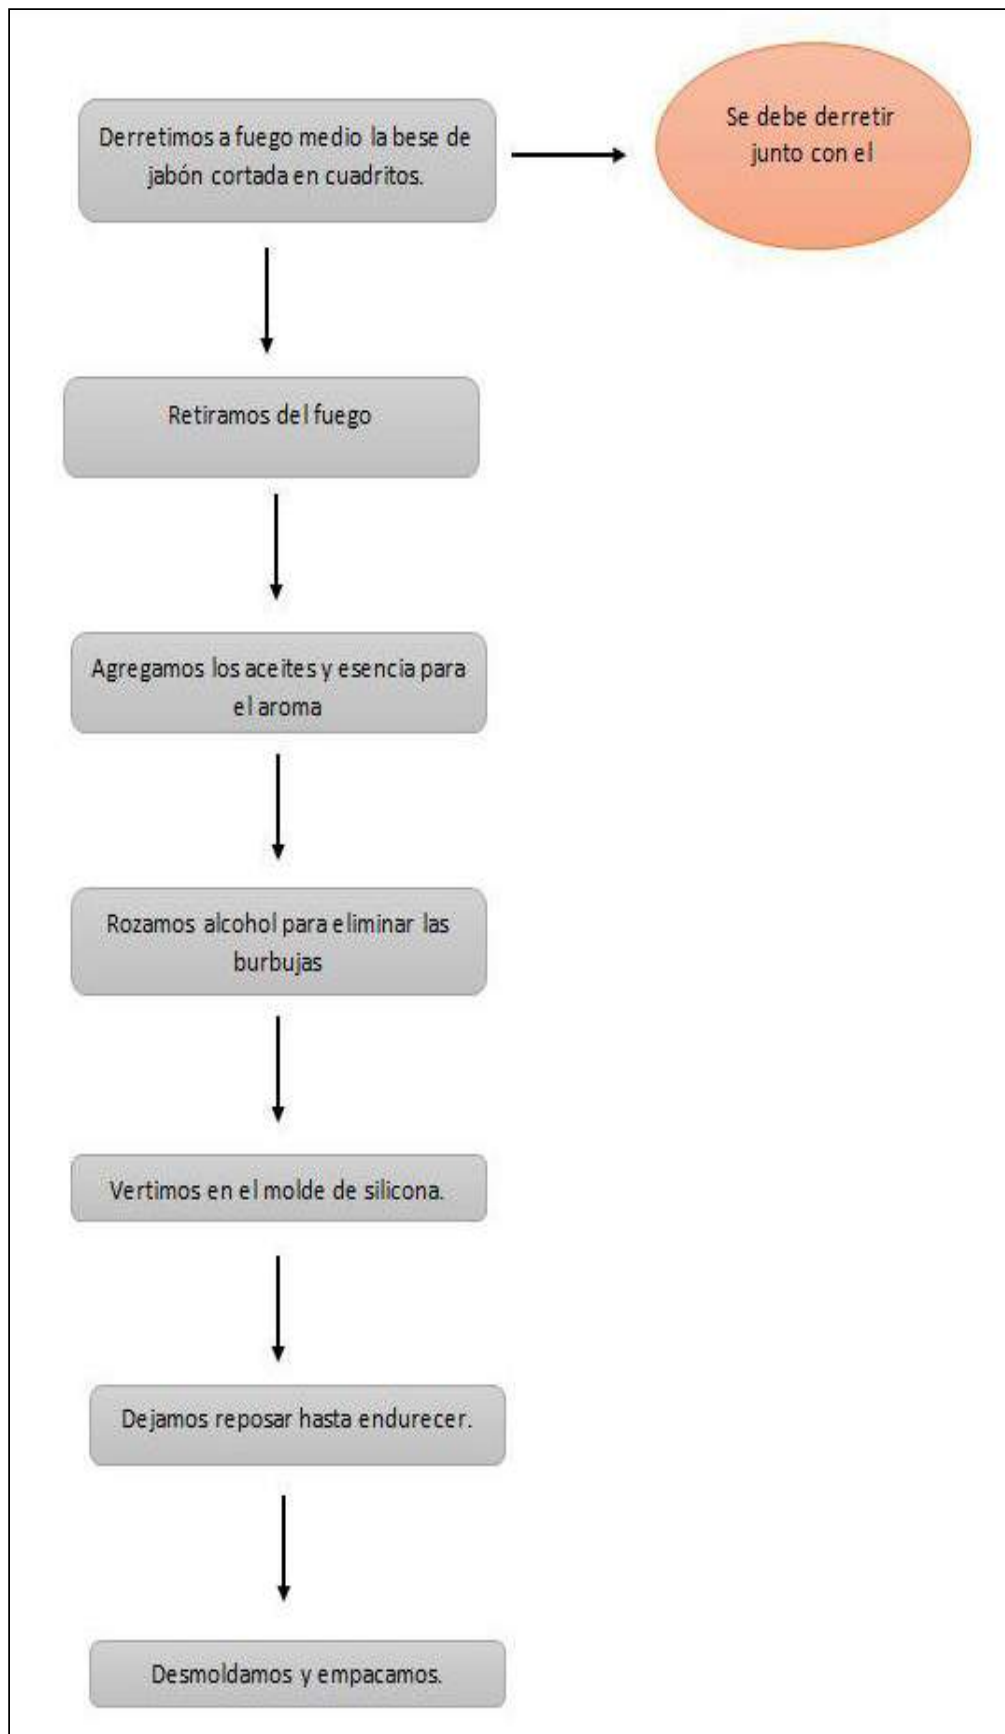 Derretimos a fuego medio la bese de
jabón cortada en cuadritos.
Se debe derretir
junto con el
Retiramos del fuego
Agregamos los aceites y esencia para
el aroma
Rozamos alcohol para eliminar las
burbujas
Vertimos en el molde de silicona.
Dejamos reposar hasta endurecer.
Desmoldamos y empacamos.